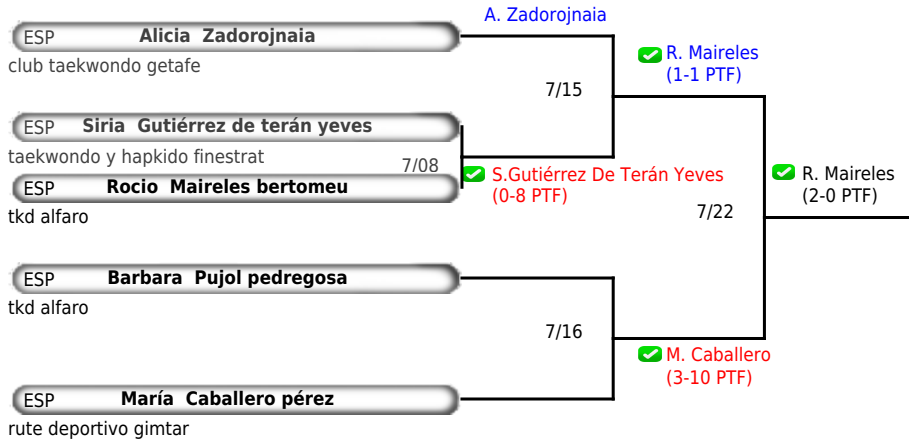 A. Zadorojnaia
ESP Alicia Zadorojnaia
club taekwondo getafe
R. Maireles
(1-1 PTF)
7/15
ESP Siria Gutiérrez de terán yeves
taekwondo y hapkido finestrat
7/08
S.Gutiérrez De Terán Yeves
(0-8 PTF)
R. Maireles
(2-0 PTF)
ESP Rocio Maireles bertomeu
tkd alfaro
7/22
ESP Barbara Pujol pedregosa
tkd alfaro
7/16
M. Caballero
(3-10 PTF)
ESP María Caballero pérez
rute deportivo gimtar